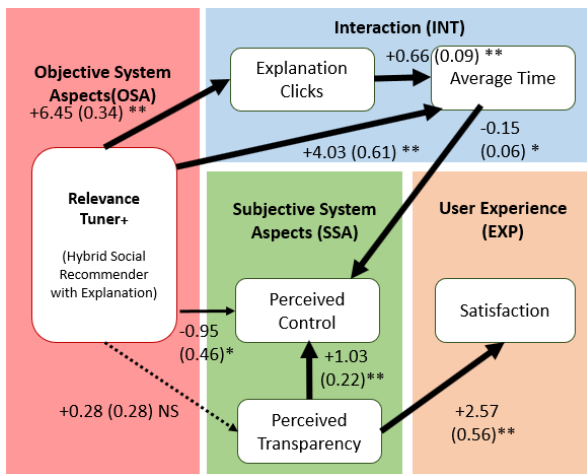 Interaction (INT)
+0.66 (0.09) **
Explanation
Clicks
Average Time
Objective System
Aspects(OSA)
+6.45 (0.34) **
-0.15
(0.06) *
+4.03 (0.61) **
Relevance
Tuner+
(Hybrid Social
Recommender
with Explanation)
Subjective System
Aspects (SSA)
User Experience
(EXP)
Perceived
Control
Satisfaction
-0.95
(0.46)*
+1.03
(0.22)**
+0.28 (0.28) NS
Perceived
Transparency
+2.57
(0.56)**